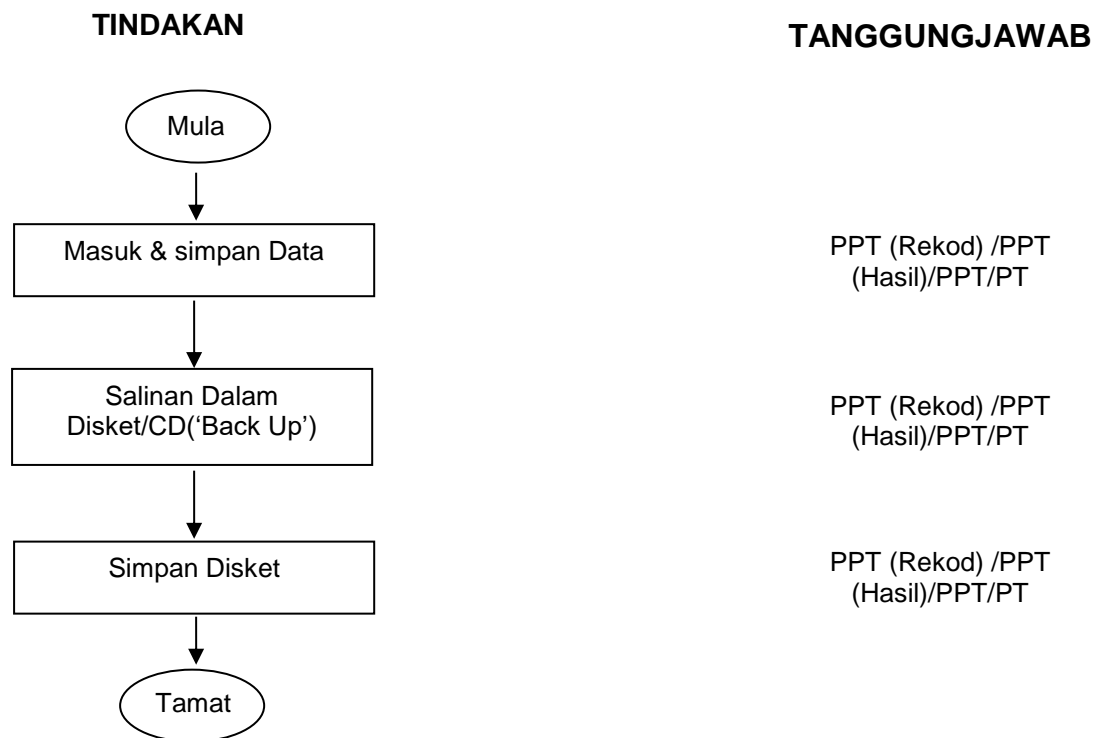 TINDAKAN
TANGGUNGJAWAB
Mula
Masuk & simpan Data
PPT (Rekod) /PPT
(Hasil)/PPT/PT
Salinan Dalam
Disket/CD(‘Back Up’)
PPT (Rekod) /PPT
(Hasil)/PPT/PT
Simpan Disket
PPT (Rekod) /PPT
(Hasil)/PPT/PT
Tamat